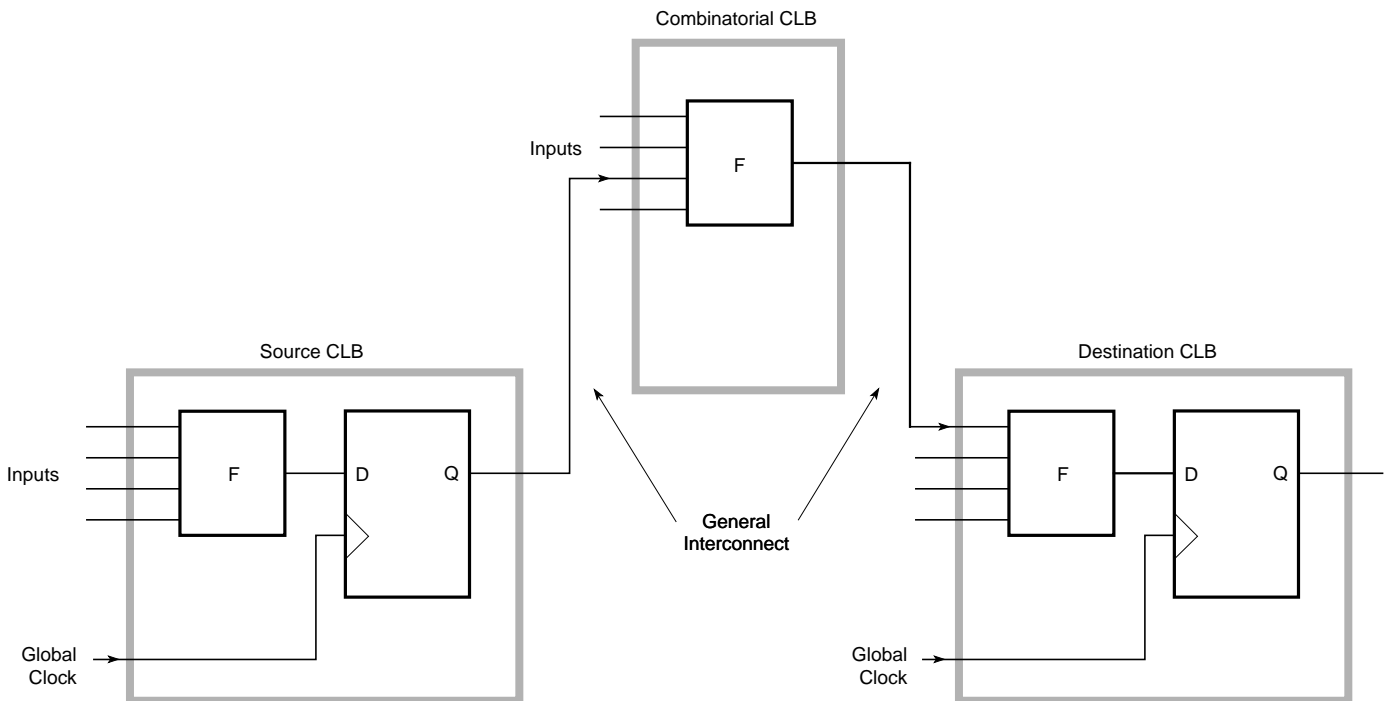 Combinatorial CLB
Inputs
F
Source CLB
Destination CLB
Inputs
F
D
Q
F
D
Q
General
Interconnect
Global
Clock
Global
Clock